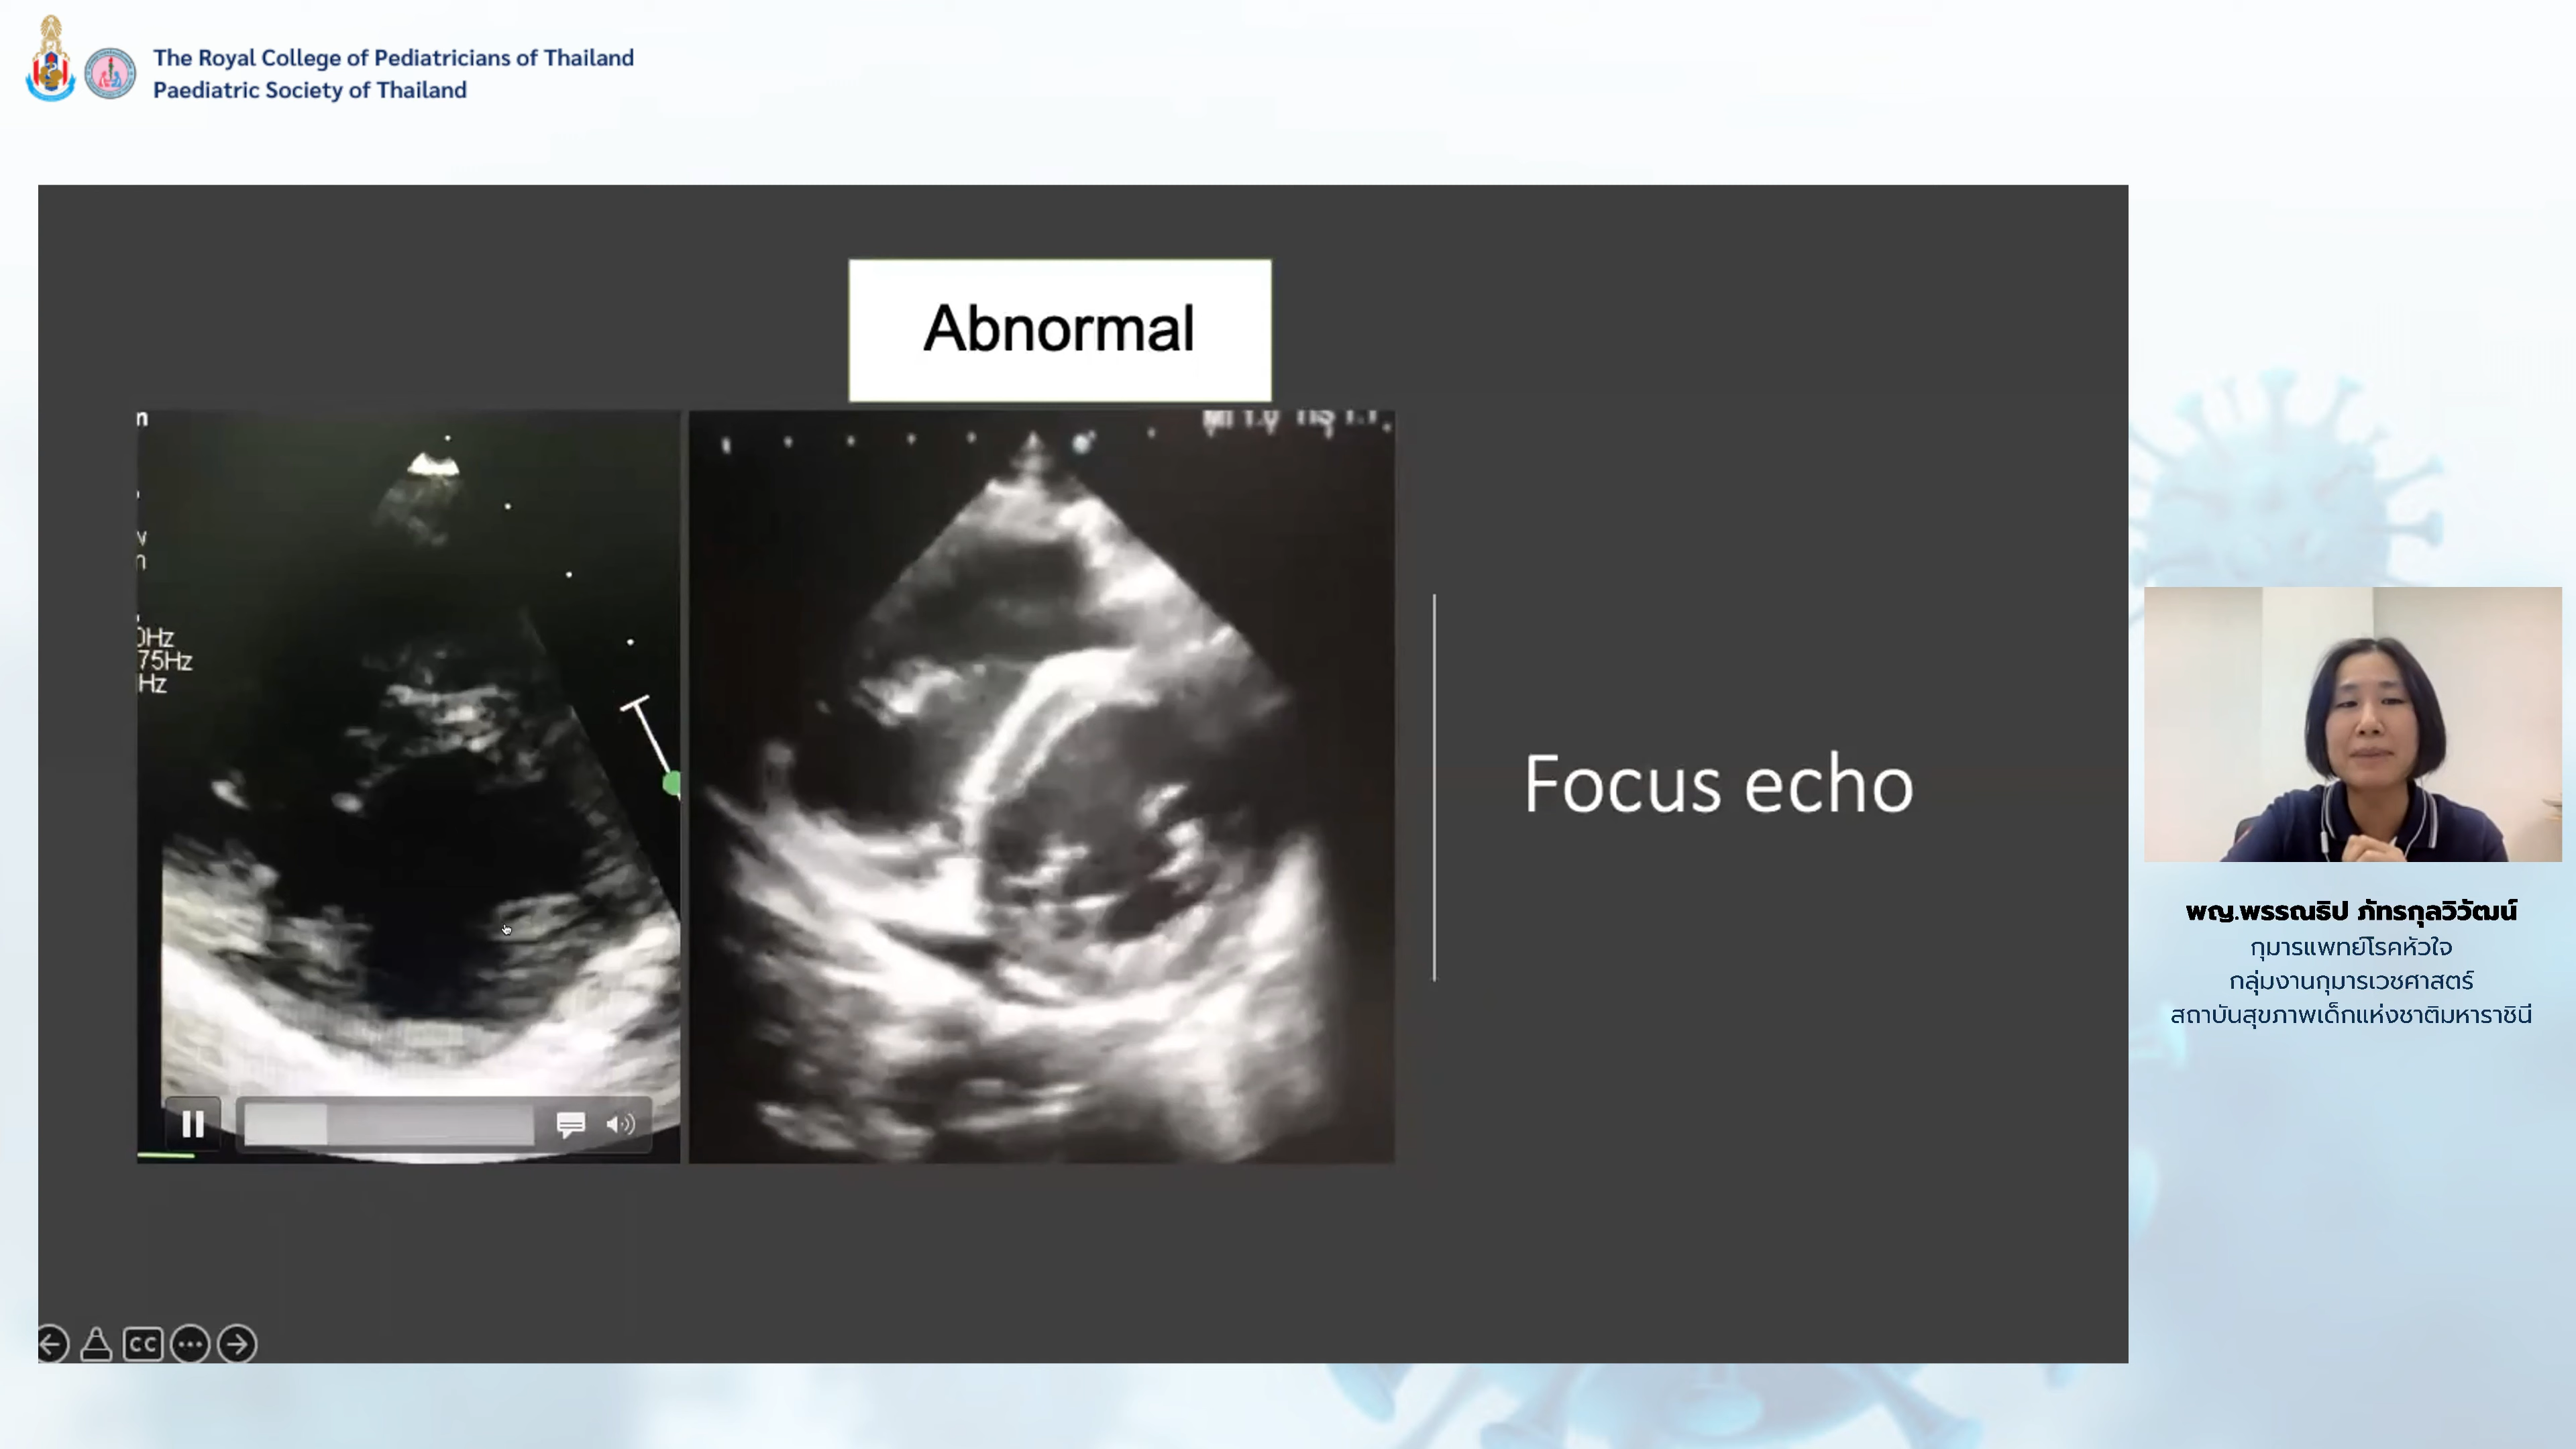 The Royal College of Pediatricians of Thailand
Paediatric Society of Thailand
Abnormal
75Hz
Hz
Focus echo
พญ.พรรณธิป ภัทรกุลวิวัฒน์
กุมารแพทย์โรคหัวใจ
กลุ่มงานกุมารเวชศาสตร์
สถาบันสุขภาพเด็กแห่งชาติมหาราชินี
CC